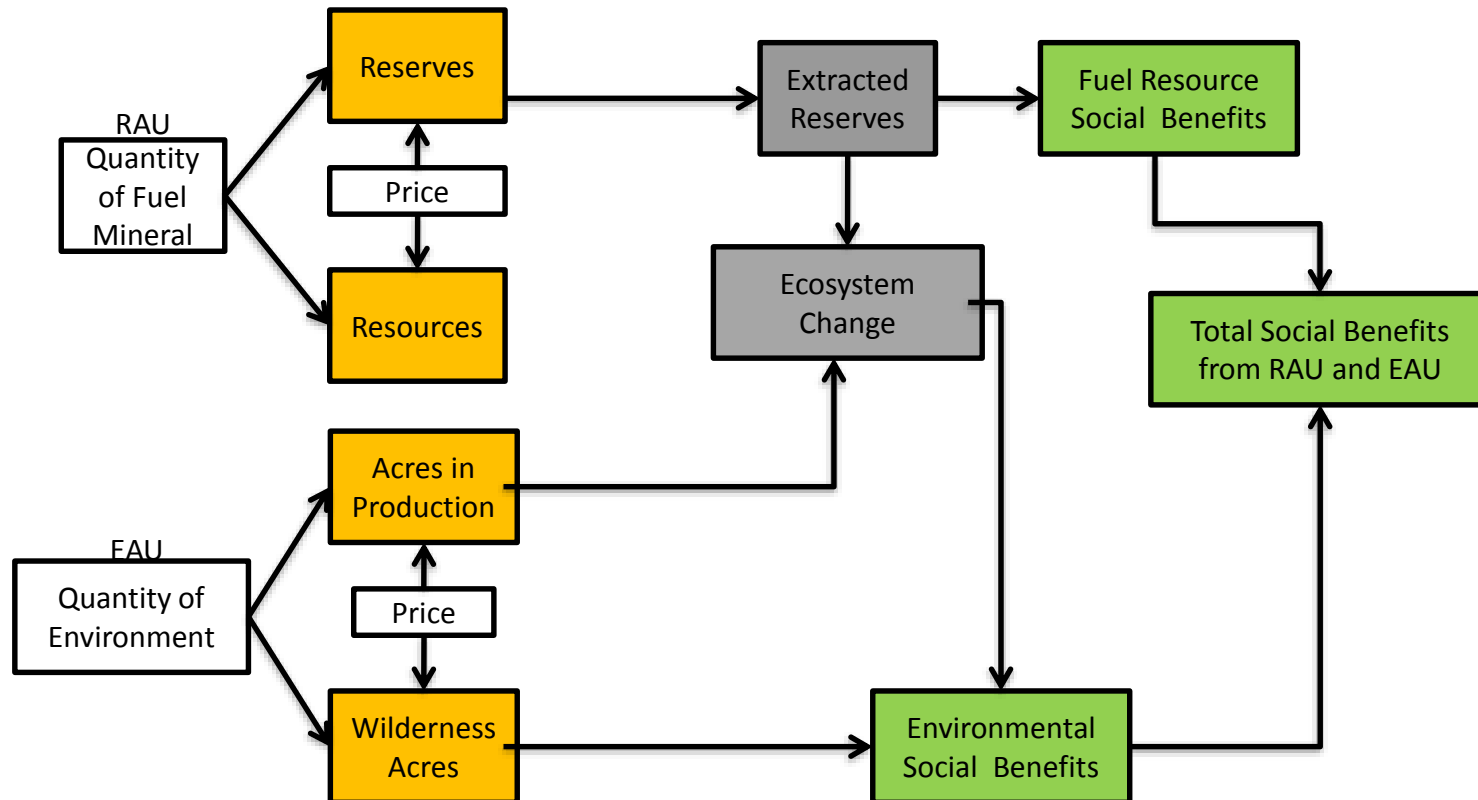 Reserves
Extracted
Reserves
Fuel Resource
Social Benefits
RAU
Quantity
of Fuel
Mineral
Price
Resources
Ecosystem
Change
Total Social Benefits
from RAU and EAU
Acres in
Production
EAU
Quantity of
Environment
Price
Wilderness
Acres
Environmental
Social Benefits